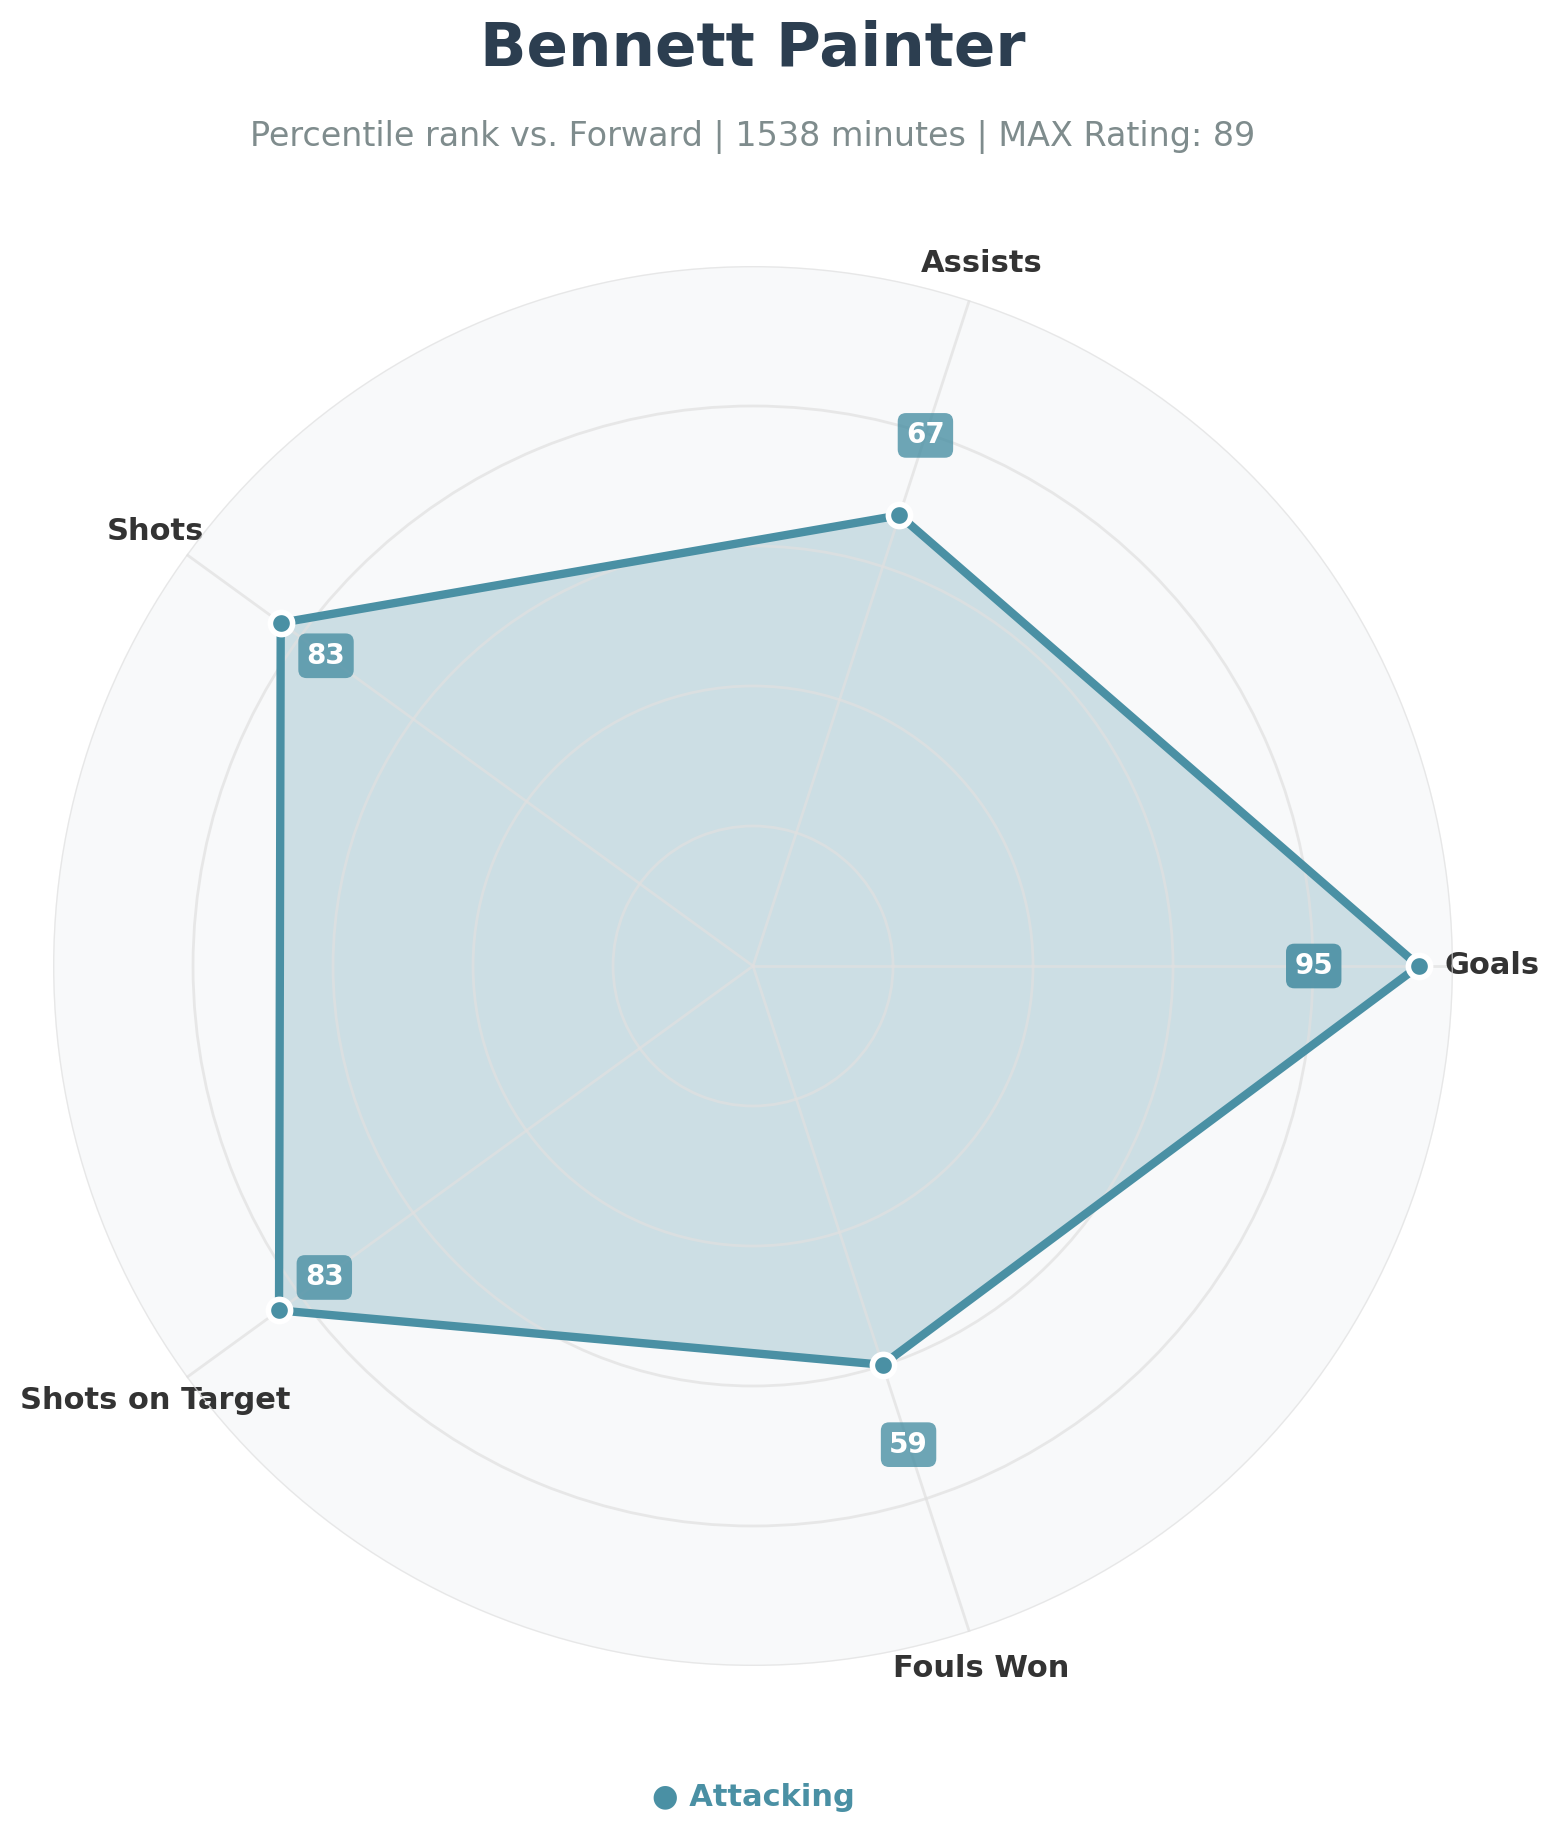 Bennett Painter
Percentile rank vs. Forward | 1538 minutes | MAX Rating: 89
Assists
67
Shots
83
95
Goals
83
Shots on Target
59
Fouls Won
Attacking